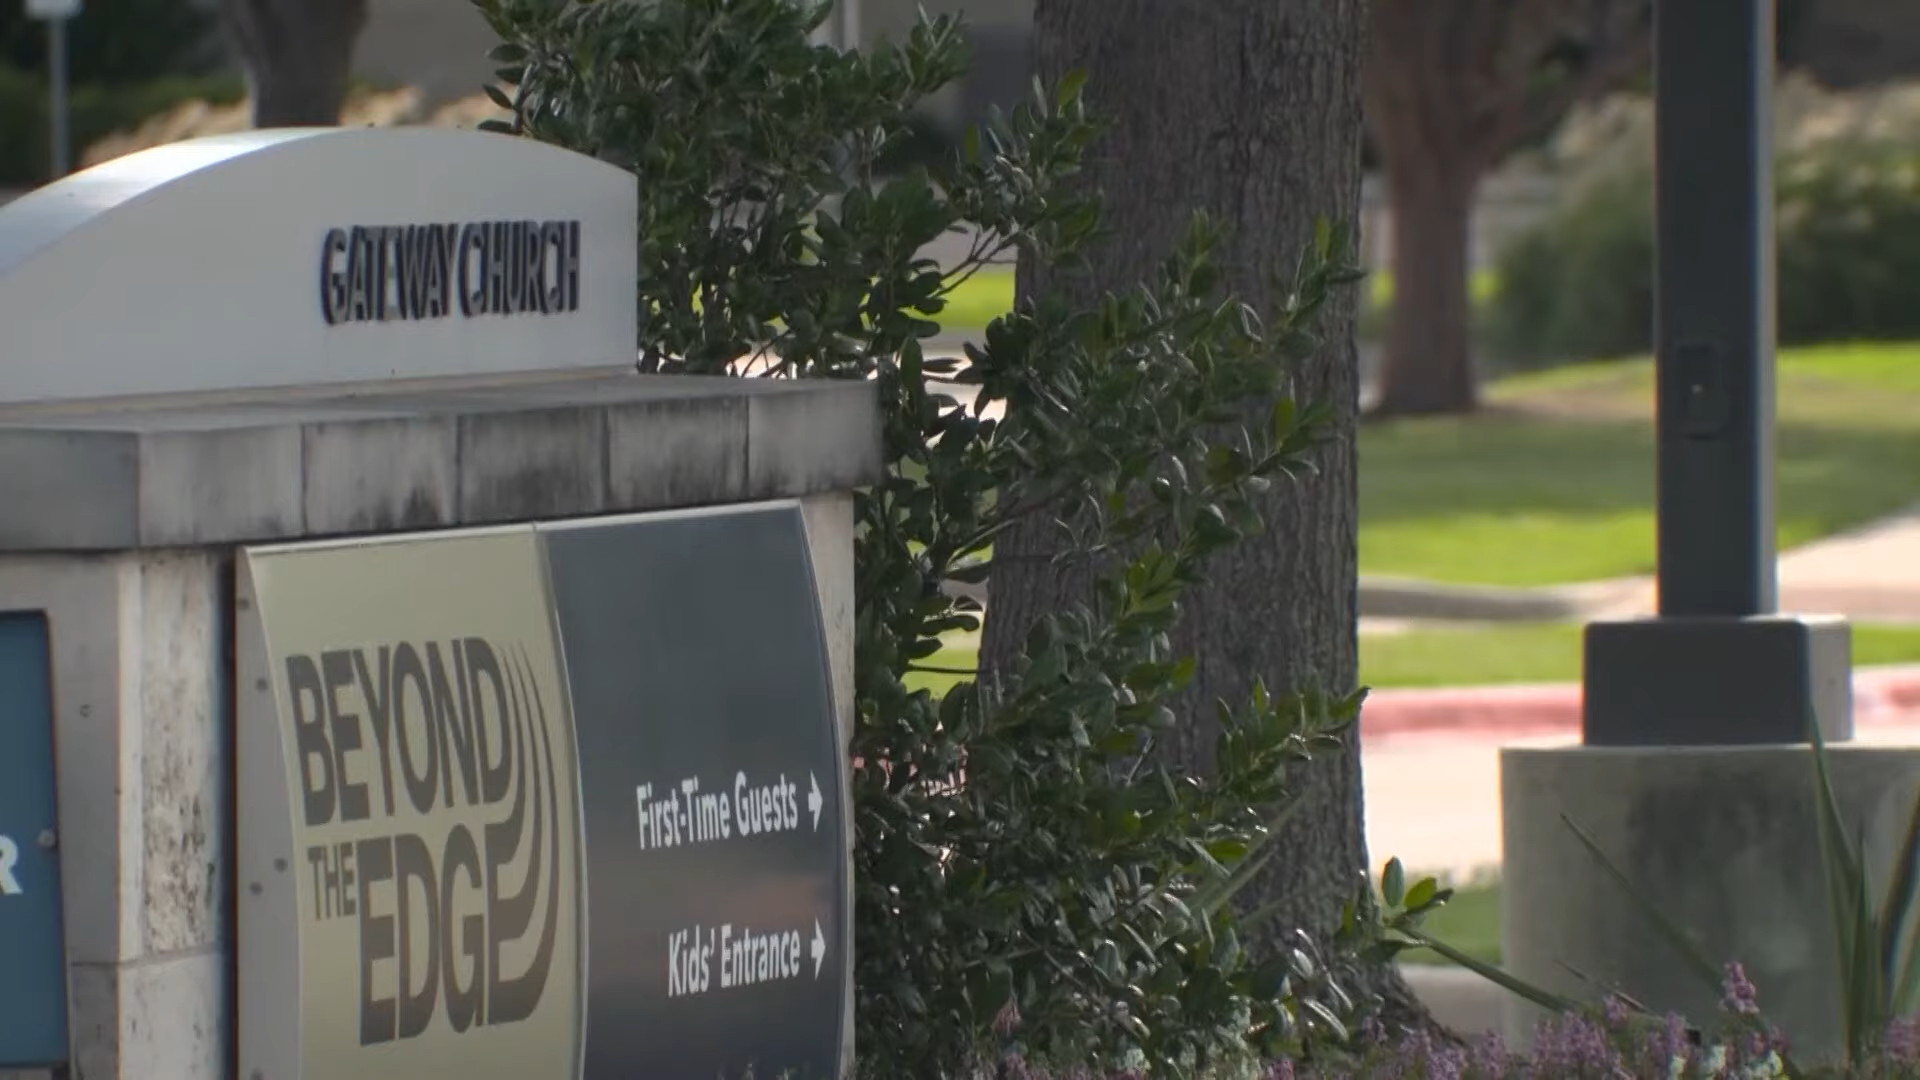 GATEWAY CHURCH
BEYOND
THE EDGE
First-Time Guests →
Kids' Entrance →
R